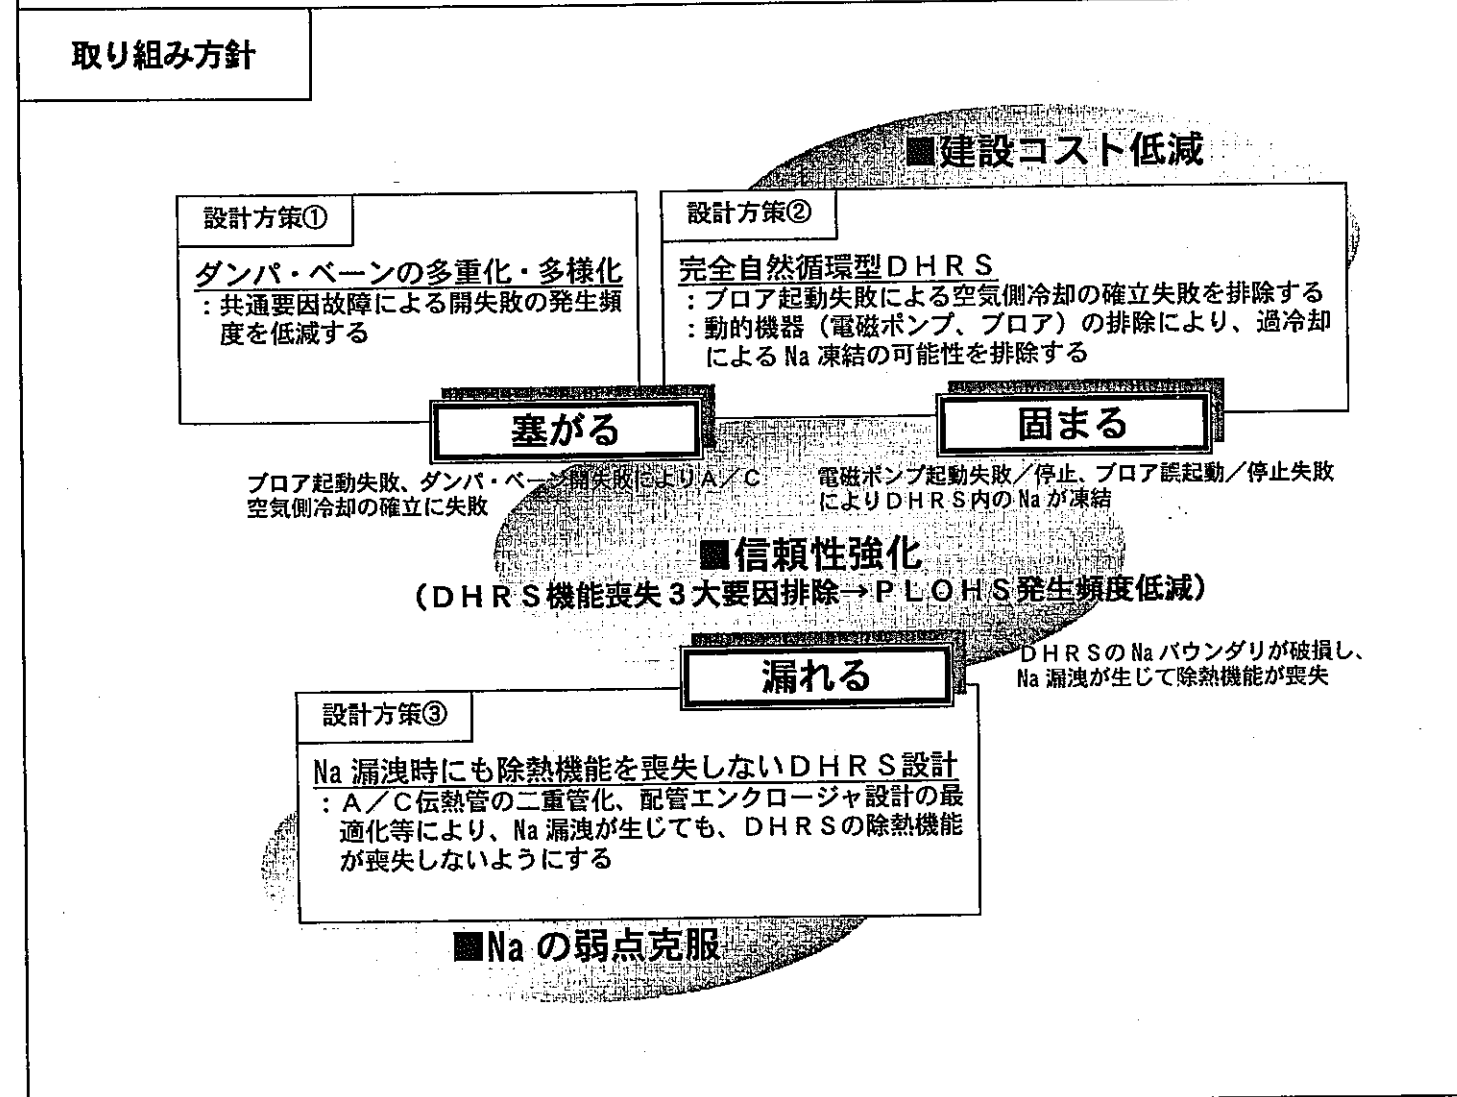 取り組み方針
■建設コスト低減
設計方策①
ダンパ・ベーンの多重化・多様化
：共通要因故障による開失敗の発生頻
度を低減する
設計方策②
完全自然循環型ＤＨＲＳ
：ブロア起動失敗による空気側冷却の確立失敗を排除する
：動的機器（電磁ポンプ、ブロア）の排除により、過冷却
によるNa凍結の可能性を排除する
塞がる
固まる
ブロア起動失敗、ダンパ・ベーン開失敗によりＡ／Ｃ
空気側冷却の確立に失敗
電磁ポンプ起動失敗／停止、ブロア誤起動／停止失敗
によりＤＨＲＳ内のNaが凍結
■信頼性強化
（ＤＨＲＳ機能喪失３大要因排除→ＰＬＯＨＳ発生頻度低減）
漏れる
ＤＨＲＳのNaバウンダリが破損し、
Na漏洩が生じて除熱機能が喪失
設計方策③
Na漏洩時にも除熱機能を喪失しないＤＨＲＳ設計
：Ａ／Ｃ伝熱管の二重管化、配管エンクロージャ設計の最
適化等により、Na漏洩が生じても、ＤＨＲＳの除熱機能
が喪失しないようにする
■Naの弱点克服